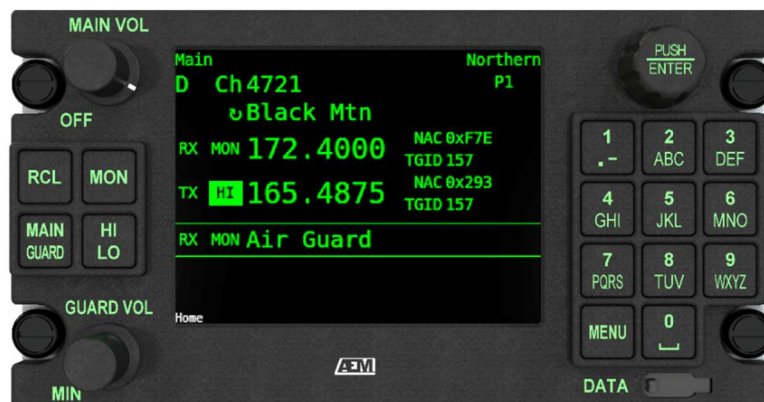 MAIN VOL
OFF
RCL
MON
MAIN
GUARD
HI
LO
GUARD VOL
MIN
Main Northern
D Ch 4721 P1
↻Black Mtn
RX MON 172.4000 NAC 0xF7E
TGID 157
TX HI 165.4875 NAC 0x293
TGID 157
RX MON Air Guard
Home
AEM
PUSH
ENTER
1
.-
2
ABC
3
DEF
4
GHI
5
JKL
6
MNO
7
PQRS
8
TUV
9
WXYZ
MENU
0
DATA